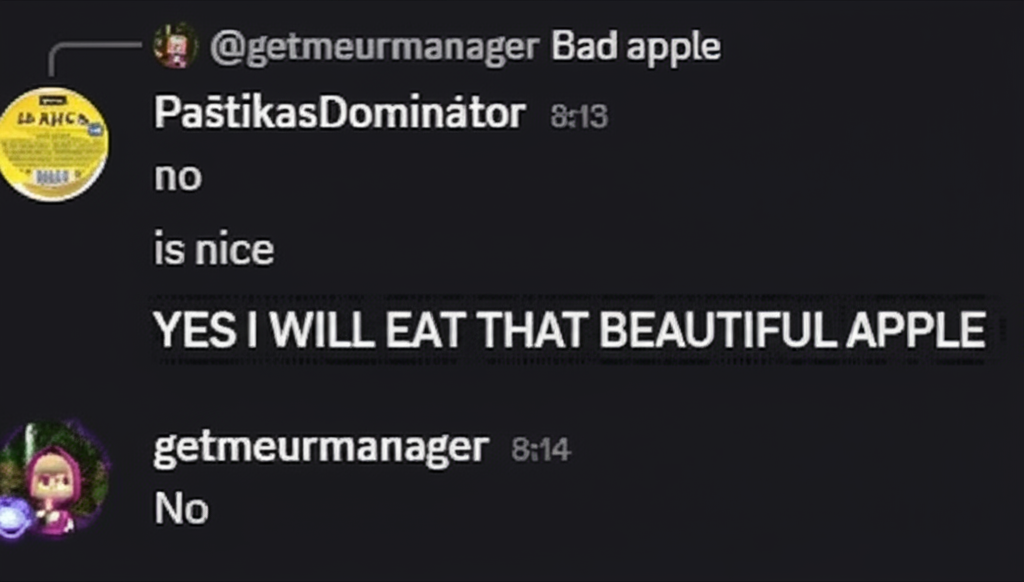 @getmeurmanager Bad apple
PaštikasDominátor 8:13
no
is nice
YES I WILL EAT THAT BEAUTIFUL APPLE
getmeurmanager 8:14
No